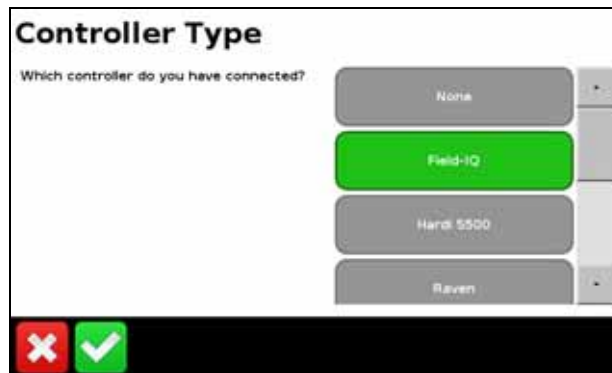 Controller Type
Which controller do you have connected?
None
Field-IQ
Hardi 5500
Raven